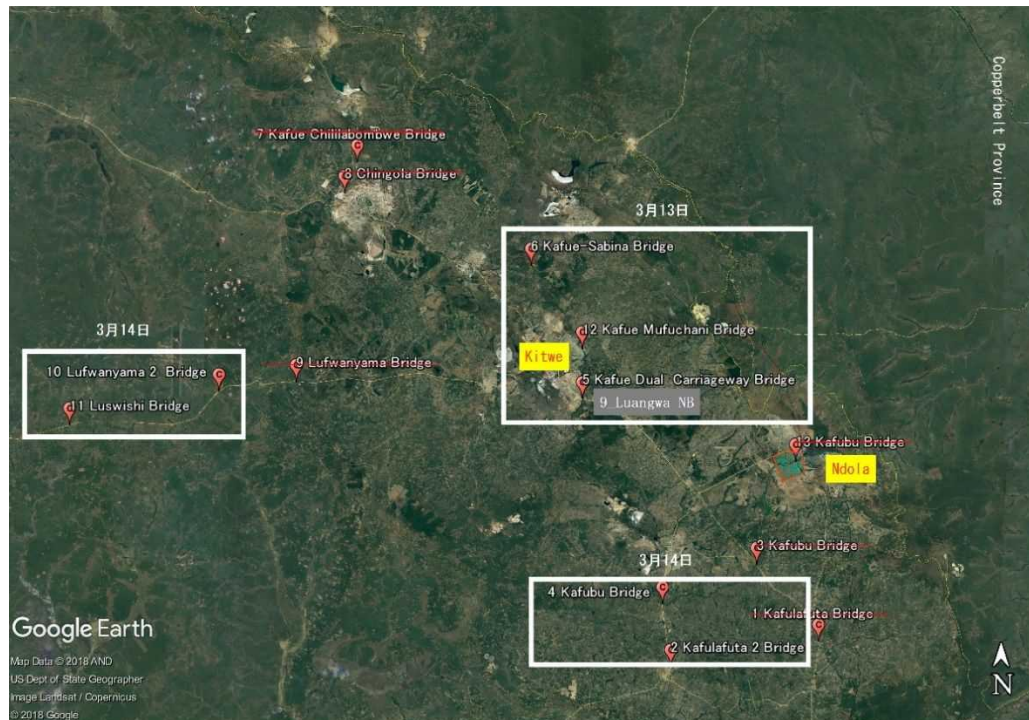 Copperbelt Province
7 Kafue Chililabombwe Bridge
8 Chingola Bridge
3月13日
6 Kafue-Sabina Bridge
12 Kafue Mufuchani Bridge
Kitwe
5 Kafue Dual Carriageway Bridge
9_Luangwa NB
3月14日
10 Lufwanyama 2 Bridge
9 Lufwanyama Bridge
11 Luswishi Bridge
13 Kafubu Bridge
Ndola
3 Kafubu Bridge
3月14日
4 Kafubu Bridge
1 Kafulafuta Bridge
2 Kafulafuta 2 Bridge
Google Earth
Map Data © 2018 AND
US Dept of State Geographer
Image Landsat / Copernicus
© 2018 Google
N